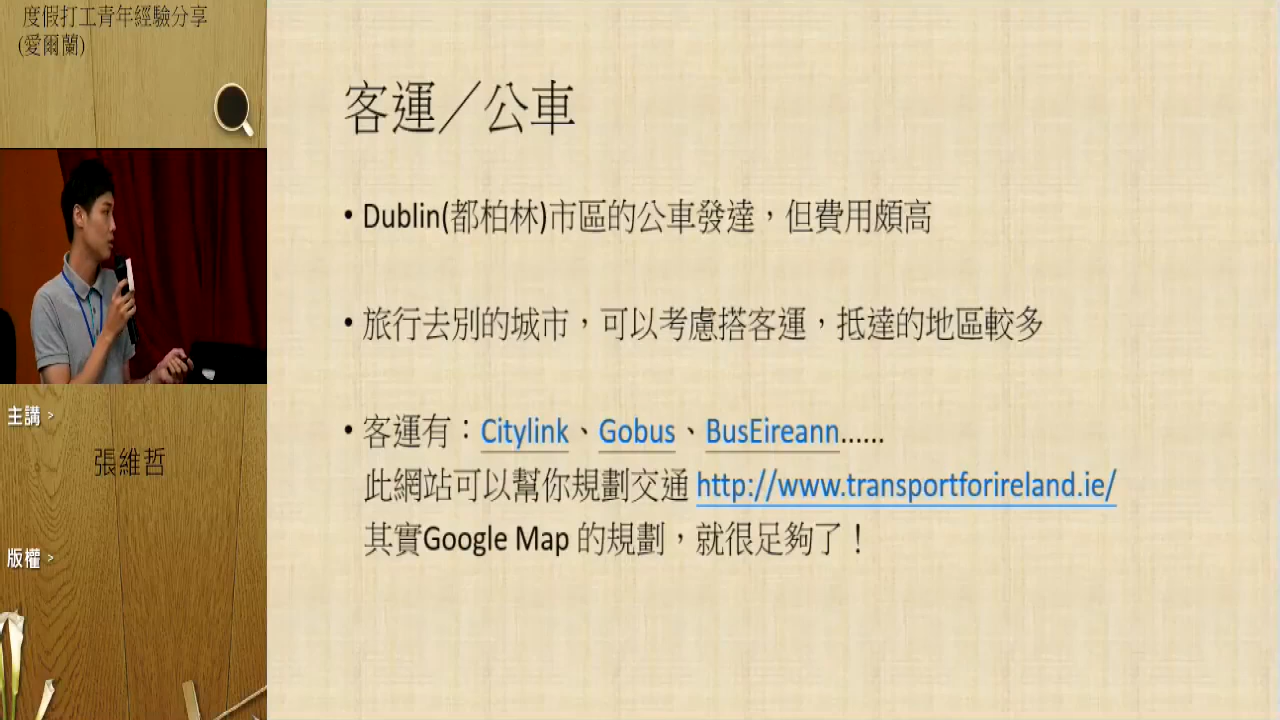 度假打工青年經驗分享
(愛爾蘭)
主講 >
張維哲
版權 >
客運／公車
• Dublin(都柏林)市區的公車發達，但費用頗高
• 旅行去別的城市，可以考慮搭客運，抵達的地區較多
• 客運有：Citylink、Gobus、BusEireann......
此網站可以幫你規劃交通 http://www.transportforireland.ie/
其實Google Map 的規劃，就很足夠了！